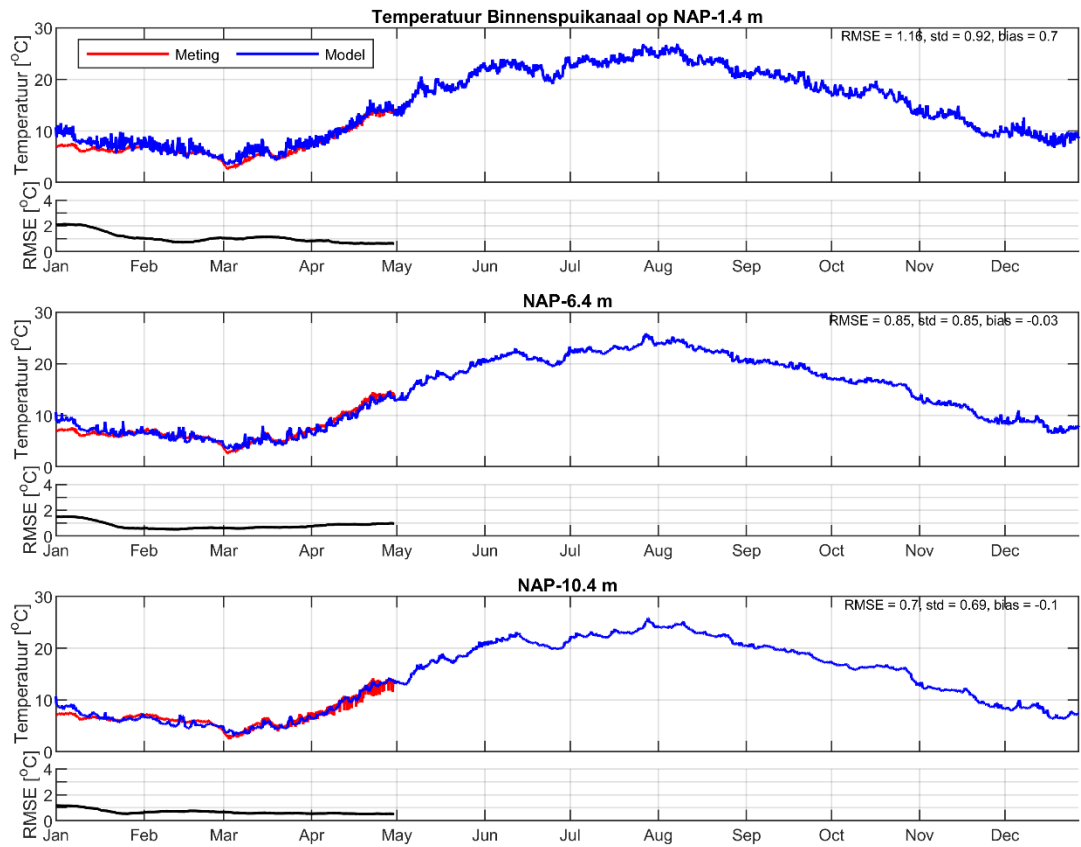 Temperatuur Binnenspuikanaal op NAP-1.4 m
RMSE = 1.16, std = 0.92, bias = 0.7
Meting Model
Temperatuur [°C]
30
20
10
0
RMSE [°C]
4
2
0
Jan Feb Mar Apr May Jun Jul Aug Sep Oct Nov Dec
NAP-6.4 m
RMSE = 0.85, std = 0.85, bias = -0.03
Temperatuur [°C]
30
20
10
0
RMSE [°C]
4
2
0
Jan Feb Mar Apr May Jun Jul Aug Sep Oct Nov Dec
NAP-10.4 m
RMSE = 0.7, std = 0.69, bias = -0.1
Temperatuur [°C]
30
20
10
0
RMSE [°C]
4
2
0
Jan Feb Mar Apr May Jun Jul Aug Sep Oct Nov Dec